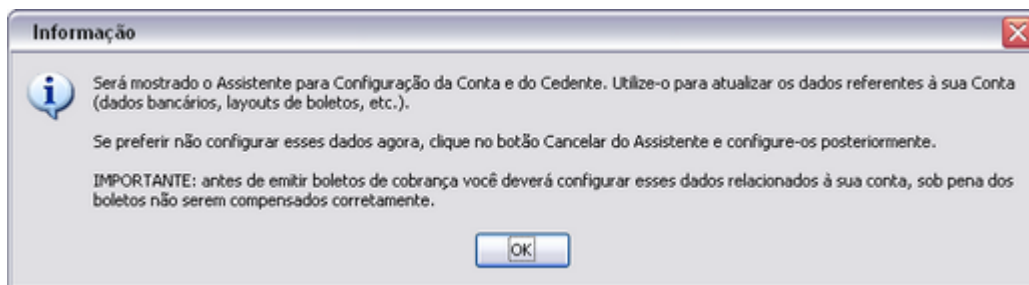 Informação
Será mostrado o Assistente para Configuração da Conta e do Cedente. Utilize-o para atualizar os dados referentes à sua Conta
(dados bancários, layouts de boletos, etc.).
Se preferir não configurar esses dados agora, clique no botão Cancelar do Assistente e configure-os posteriormente.
IMPORTANTE: antes de emitir boletos de cobrança você deverá configurar esses dados relacionados à sua conta, sob pena dos
boletos não serem compensados corretamente.
OK